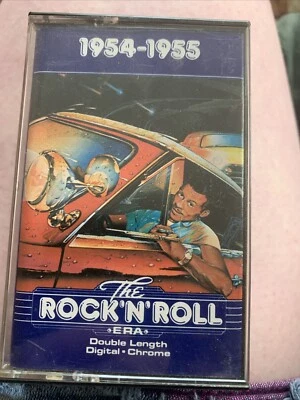 1954-1955
The
ROCK'N'ROLL
•ERA•
Double Length
Digital • Chrome